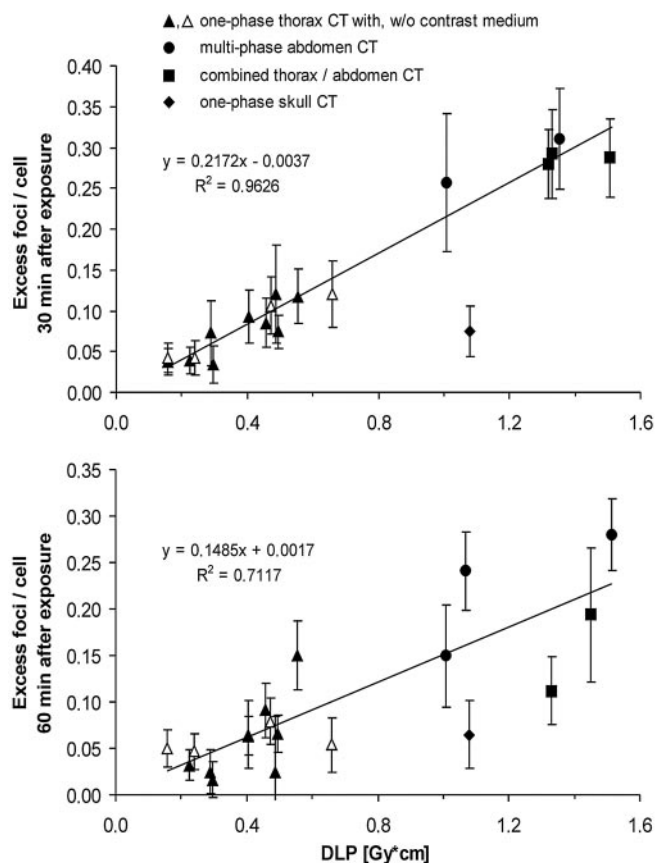 ▲,△ one-phase thorax CT with, w/o contrast medium
● multi-phase abdomen CT
■ combined thorax / abdomen CT
◆ one-phase skull CT
Excess foci / cell
30 min after exposure
0.40
0.35
0.30
0.25
0.20
0.15
0.10
0.05
0.00
y = 0.2172x - 0.0037
R² = 0.9626
0.0 0.4 0.8 1.2 1.6
Excess foci / cell
60 min after exposure
0.35
0.30
0.25
0.20
0.15
0.10
0.05
0.00
y = 0.1485x + 0.0017
R² = 0.7117
0.0 0.4 0.8 1.2 1.6
DLP [Gy*cm]